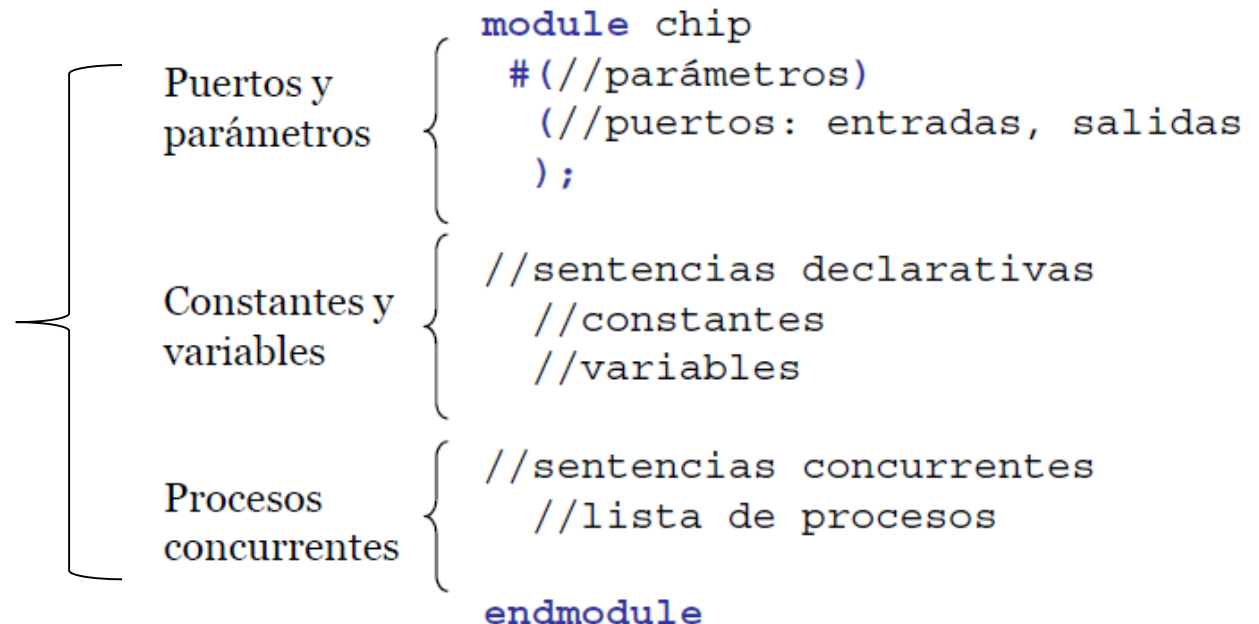 module chip
Puertos y
parámetros
#(//parámetros)
(//puertos: entradas, salidas
);
Constantes y
variables
//sentencias declarativas
//constantes
//variables
Procesos
concurrentes
//sentencias concurrentes
//lista de procesos
endmodule